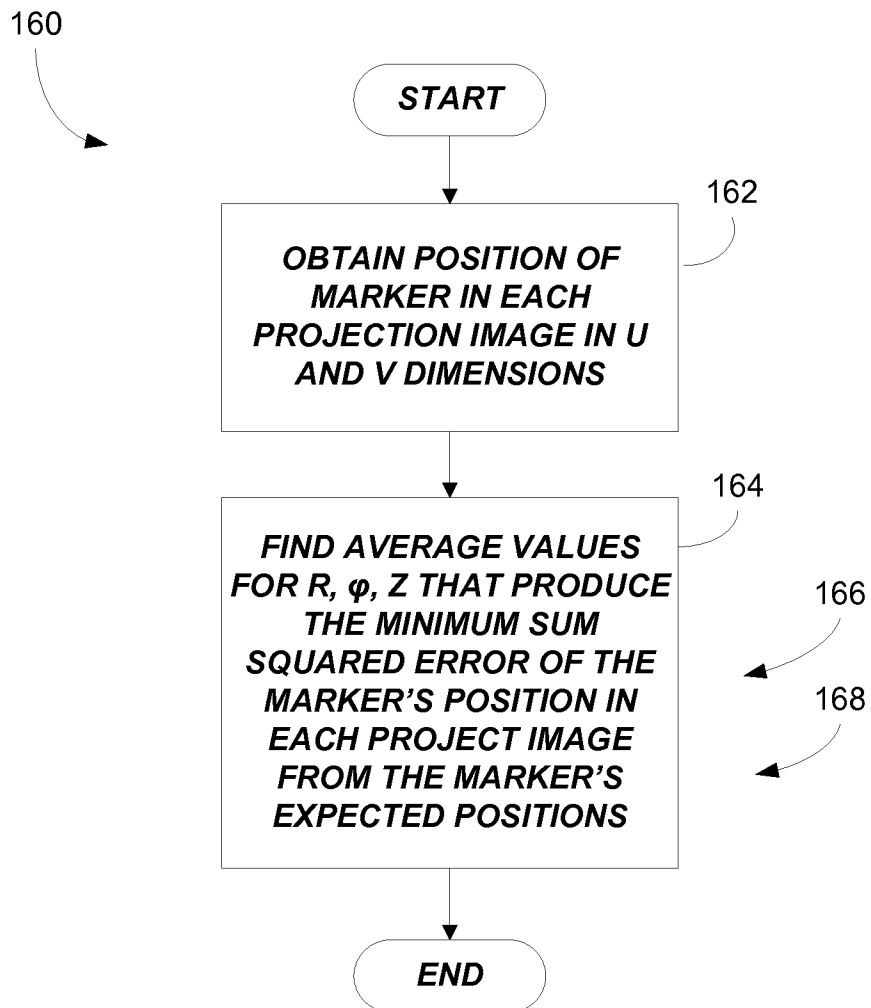 160
START
162
OBTAIN POSITION OF
MARKER IN EACH
PROJECTION IMAGE IN U
AND V DIMENSIONS
164
FIND AVERAGE VALUES
FOR R, φ, Z THAT PRODUCE
THE MINIMUM SUM
SQUARED ERROR OF THE
MARKER'S POSITION IN
EACH PROJECT IMAGE
FROM THE MARKER'S
EXPECTED POSITIONS
166
168
END